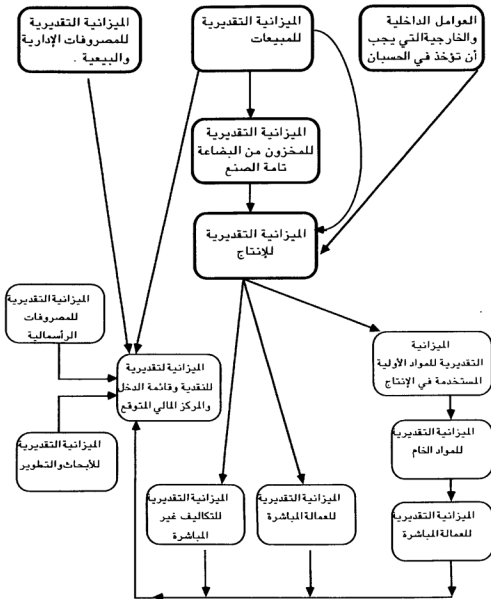 العوامل الداخلية
والخارجية التي يجب
أن تؤخذ في الحسبان
الميزانية التقديرية
للمبيعات
الميزانية التقديرية
للمصروفات الإدارية
والبيعية .
الميزانية التقديرية
للمخزون من البضاعة
تامة الصنع
الميزانية التقديرية
للإنتاج
الميزانية التقديرية
للمصروفات
الرأسمالية
الميزانية لتقديرية
للنقدية وقائمة الدخل
والمركز المالي المتوقع
الميزانية التقديرية
للأبحاث والتطوير
الميزانية
التقديرية للمواد الأولية
المستخدمة في الإنتاج
الميزانية التقديرية
للمواد الخام
الميزانية التقديرية
للعمالة المباشرة
الميزانية التقديرية
للعمالة المباشرة
الميزانية التقديرية
للتكاليف غير
المباشرة